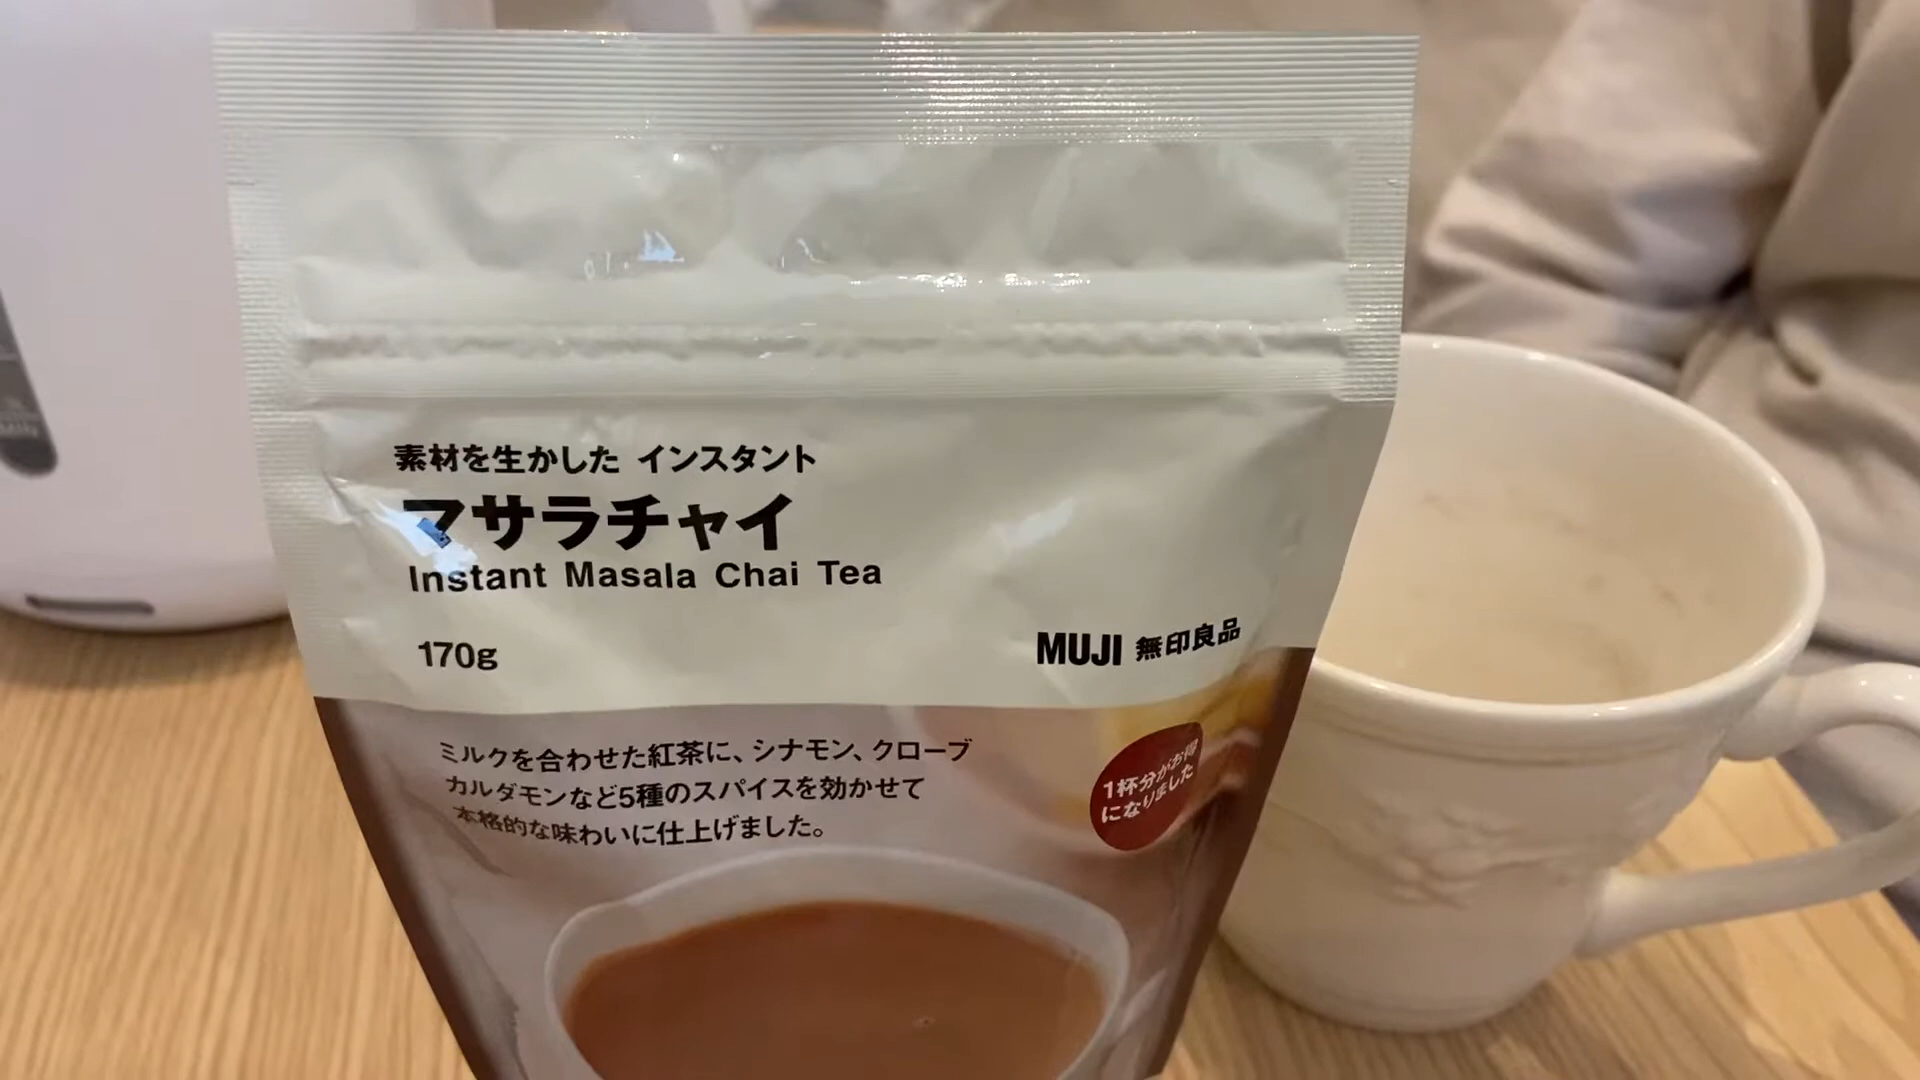 素材を生かした インスタント
マサラチャイ
Instant Masala Chai Tea
170g
MUJI 無印良品
ミルクを合わせた紅茶に、シナモン、クローブ
カルダモンなど5種のスパイスを効かせて
本格的な味わいに仕上げました。
1杯分がお得
になりました